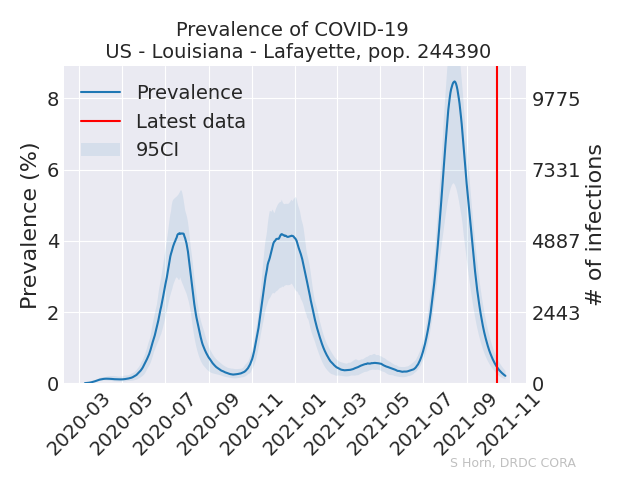 Prevalence of COVID-19
US - Louisiana - Lafayette, pop. 244390
Prevalence
Latest data
95CI
Prevalence (%)
8
6
4
2
0
9775
7331
4887
2443
0
# of infections
2020-03
2020-05
2020-07
2020-09
2020-11
2021-01
2021-03
2021-05
2021-07
2021-09
2021-11
S Horn, DRDC CORA